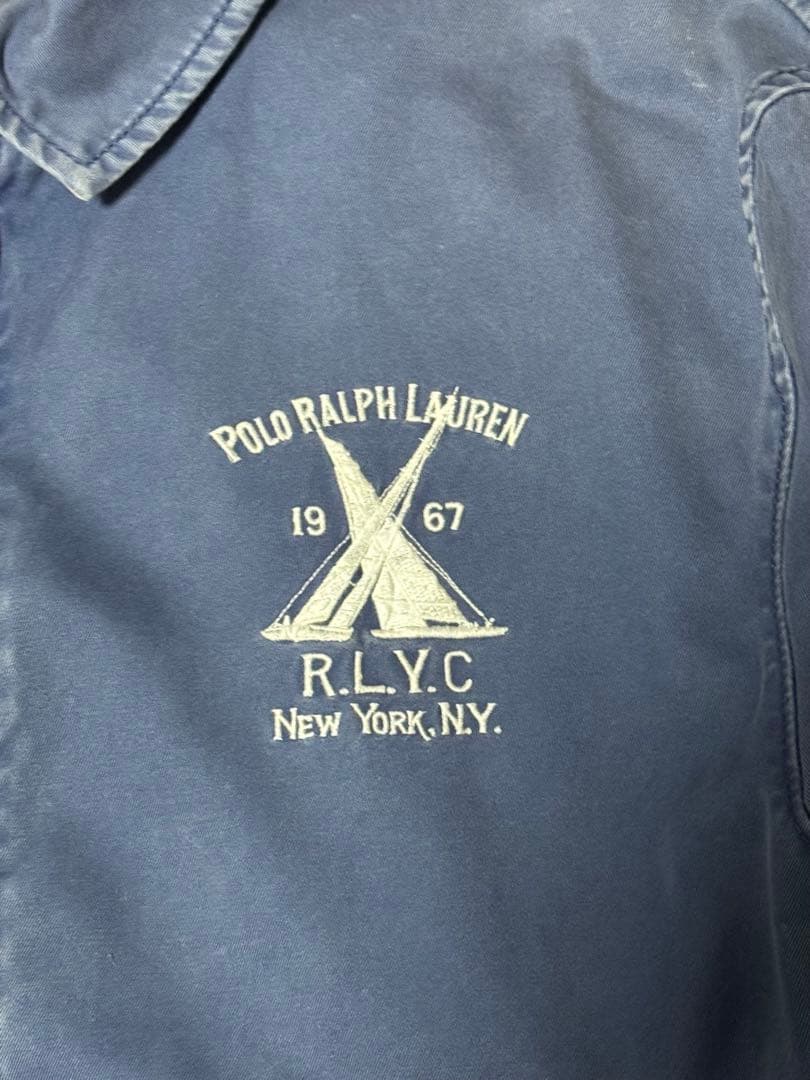 POLO RALPH LAUREN
19 67
R.L.Y.C
NEW YORK, N.Y.